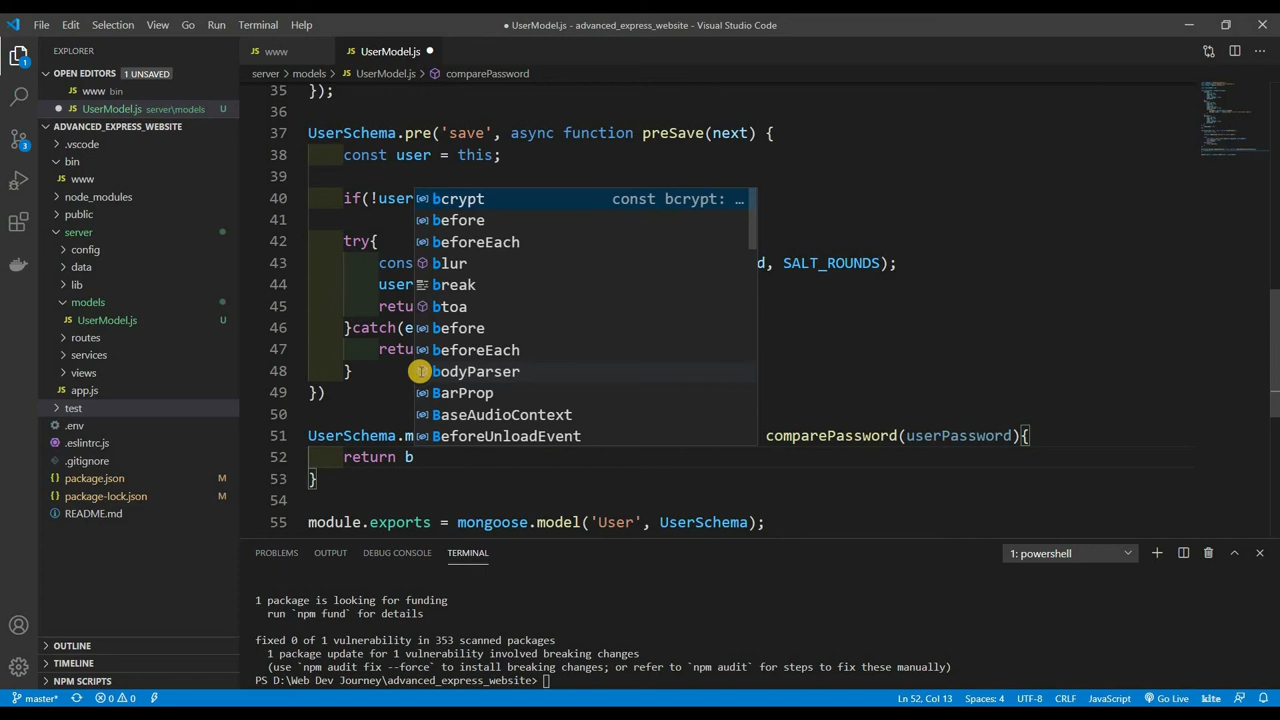 File Edit Selection View Go Run Terminal Help
● UserModel.js - advanced_express_website - Visual Studio Code
EXPLORER
OPEN EDITORS 1 UNSAVED
www bin
UserModel.js server\models U
ADVANCED_EXPRESS_WEBSITE
.vscode
bin
www
node_modules
public
server
config
data
lib
models
UserModel.js U
routes
services
views
app.js
test
.env
.eslintrc.js
.gitignore
package.json M
package-lock.json M
README.md
OUTLINE
TIMELINE
NPM SCRIPTS
1
3
www UserModel.js
server > models > UserModel.js > comparePassword
35 });
36
37 UserSchema.pre('save', async function preSave(next) {
38 const user = this;
39
40 if(!user
41
42 try{
43 cons d, SALT_ROUNDS);
44 user
45 retu
46 }catch(e
47 retu
48 }
49 })
50
51 UserSchema.m comparePassword(userPassword){
52 return b
53 }
54
55 module.exports = mongoose.model('User', UserSchema);
bcrypt const bcrypt: …
before
beforeEach
blur
break
btoa
before
beforeEach
bodyParser
BarProp
BaseAudioContext
BeforeUnloadEvent
PROBLEMS OUTPUT DEBUG CONSOLE TERMINAL 1: powershell
1 package is looking for funding
run `npm fund` for details
fixed 0 of 1 vulnerability in 353 scanned packages
1 package update for 1 vulnerability involved breaking changes
(use `npm audit fix --force` to install breaking changes; or refer to `npm audit` for steps to fix these manually)
PS D:\Web Dev Journey\advanced_express_website>
master* 0 0 Ln 52, Col 13 Spaces: 4 UTF-8 CRLF JavaScript Go Live kite